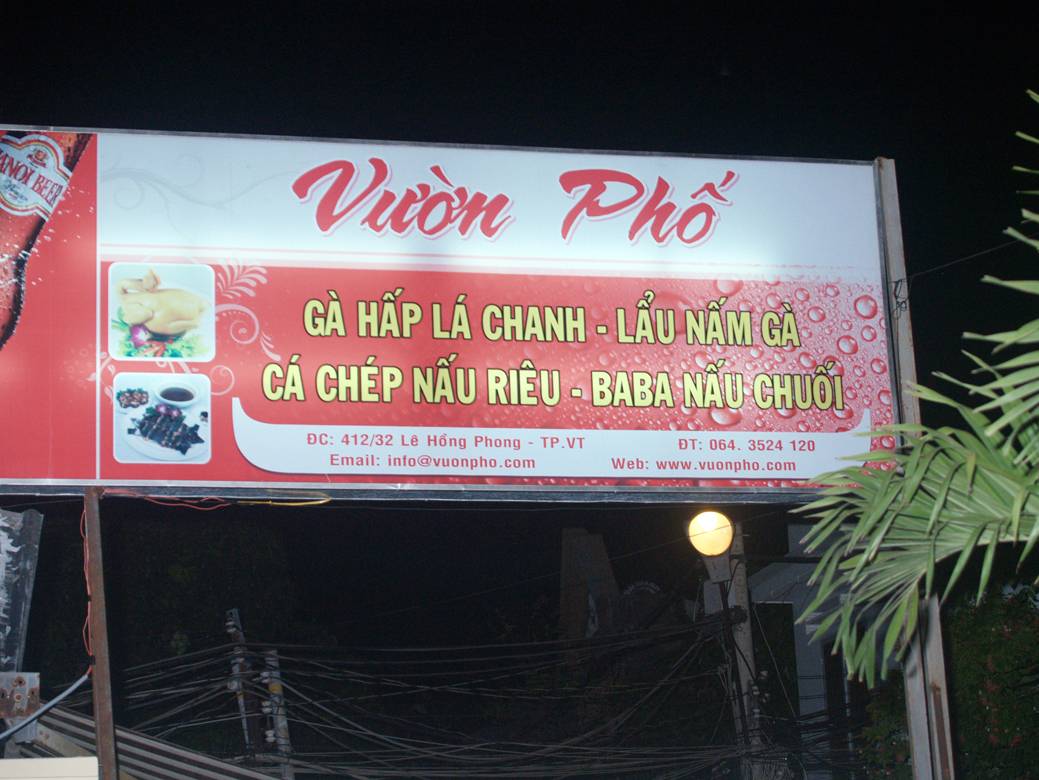 Vườn Phố
GÀ HẤP LÁ CHANH - LẨU NẤM GÀ
CÁ CHÉP NẤU RIÊU - BABA NẤU CHUỐI
ĐC: 412/32 Lê Hồng Phong - TP.VT
ĐT: 064. 3524 120
Email: info@vuonpho.com
Web: www.vuonpho.com
BEER